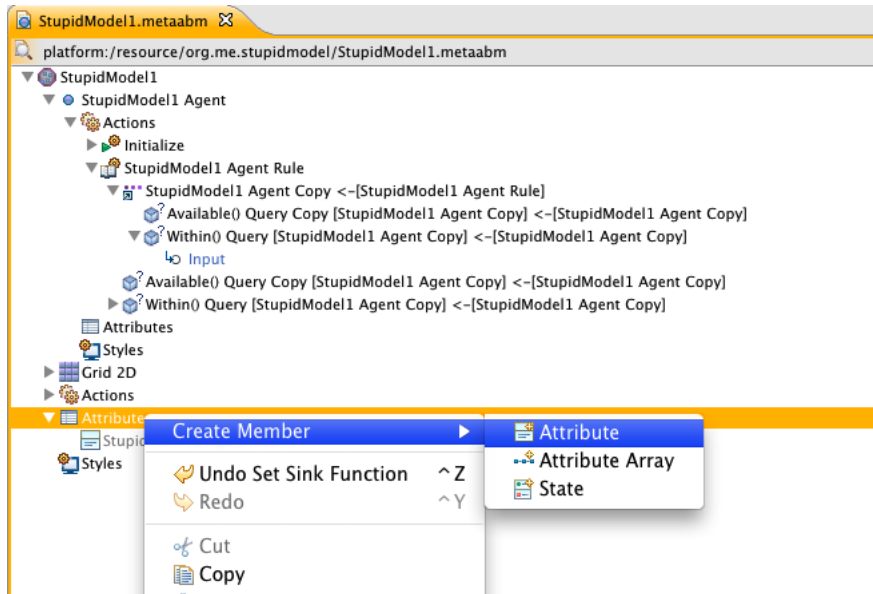 StupidModel1.metaabm
platform:/resource/org.me.stupidmodel/StupidModel1.metaabm
StupidModel1
StupidModel1 Agent
Actions
Initialize
StupidModel1 Agent Rule
StupidModel1 Agent Copy <-[StupidModel1 Agent Rule]
Available() Query Copy [StupidModel1 Agent Copy] <-[StupidModel1 Agent Copy]
Within() Query [StupidModel1 Agent Copy] <-[StupidModel1 Agent Copy]
Input
Available() Query Copy [StupidModel1 Agent Copy] <-[StupidModel1 Agent Copy]
Within() Query [StupidModel1 Agent Copy] <-[StupidModel1 Agent Copy]
Attributes
Styles
Grid 2D
Actions
Attribute
Stupid
Styles
Create Member
Undo Set Sink Function ^Z
Redo ^Y
Cut
Copy
Attribute
Attribute Array
State